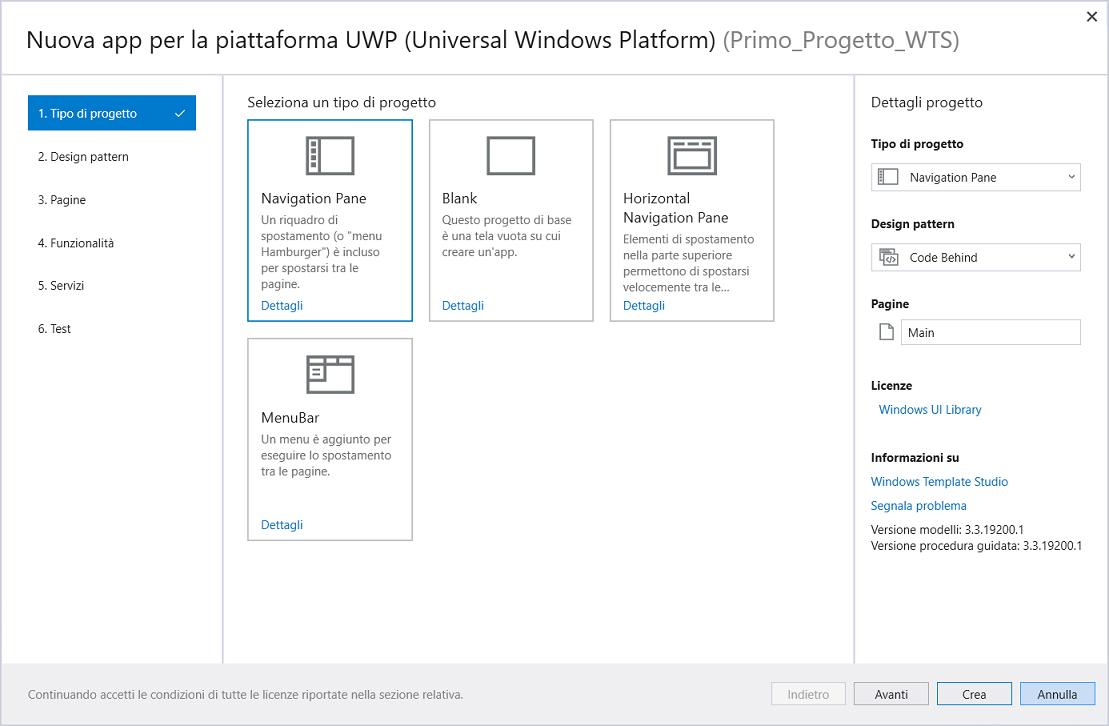 Nuova app per la piattaforma UWP (Universal Windows Platform) (Primo_Progetto_WTS)
1. Tipo di progetto
2. Design pattern
3. Pagine
4. Funzionalità
5. Servizi
6. Test
Seleziona un tipo di progetto
Navigation Pane
Un riquadro di
spostamento (o "menu
Hamburger") è incluso
per spostarsi tra le
pagine.
Dettagli
Blank
Questo progetto di base
è una tela vuota su cui
creare un'app.
Dettagli
Horizontal
Navigation Pane
Elementi di spostamento
nella parte superiore
permettono di spostarsi
velocemente tra le...
Dettagli
MenuBar
Un menu è aggiunto per
eseguire lo spostamento
tra le pagine.
Dettagli
Dettagli progetto
Tipo di progetto
Navigation Pane
Design pattern
Code Behind
Pagine
Main
Licenze
Windows UI Library
Informazioni su
Windows Template Studio
Segnala problema
Versione modelli: 3.3.19200.1
Versione procedura guidata: 3.3.19200.1
Continuando accetti le condizioni di tutte le licenze riportate nella sezione relativa.
Indietro
Avanti
Crea
Annulla